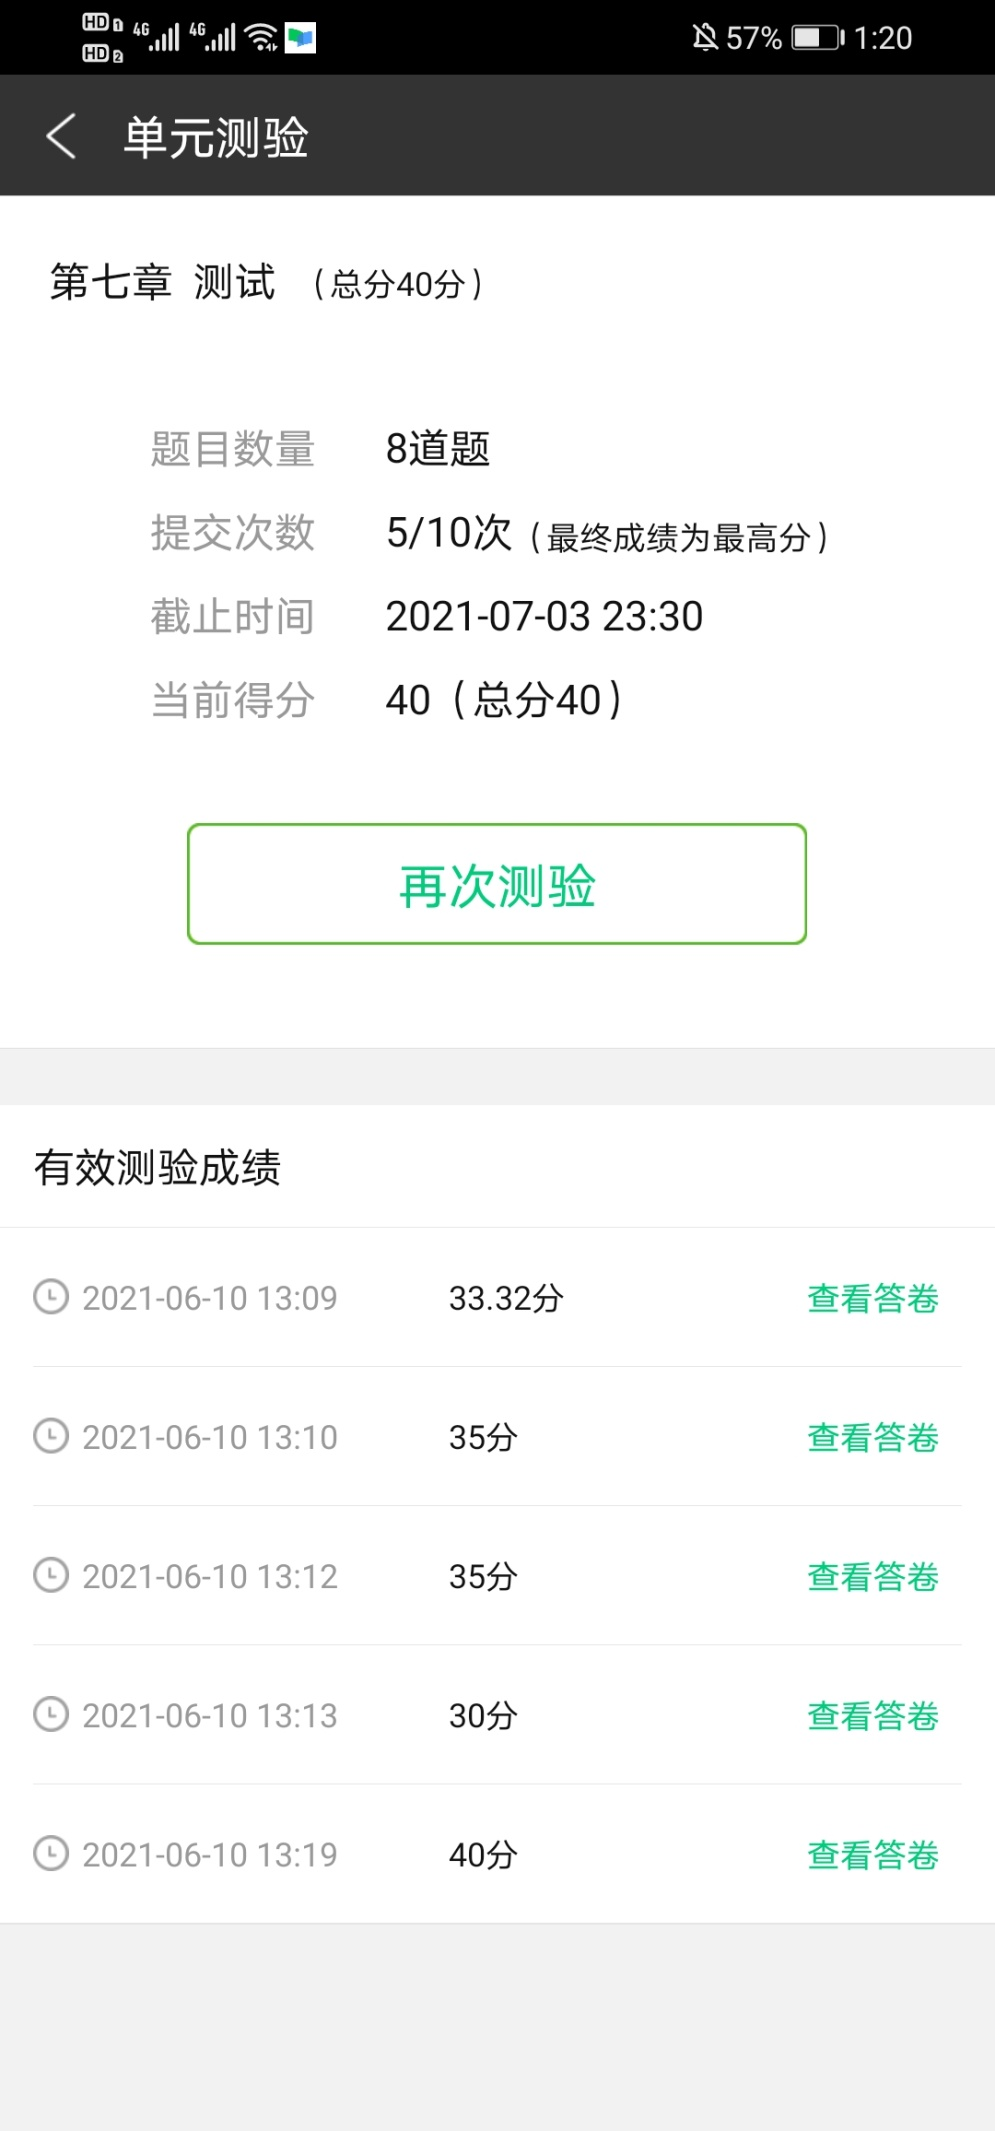 HD 1 4G 4G 57% 1:20
HD 2
单元测验
第七章 测试 (总分40分)
题目数量 8道题
提交次数 5/10次 (最终成绩为最高分)
截止时间 2021-07-03 23:30
当前得分 40 (总分40)
再次测验
有效测验成绩
2021-06-10 13:09 33.32分 查看答卷
2021-06-10 13:10 35分 查看答卷
2021-06-10 13:12 35分 查看答卷
2021-06-10 13:13 30分 查看答卷
2021-06-10 13:19 40分 查看答卷